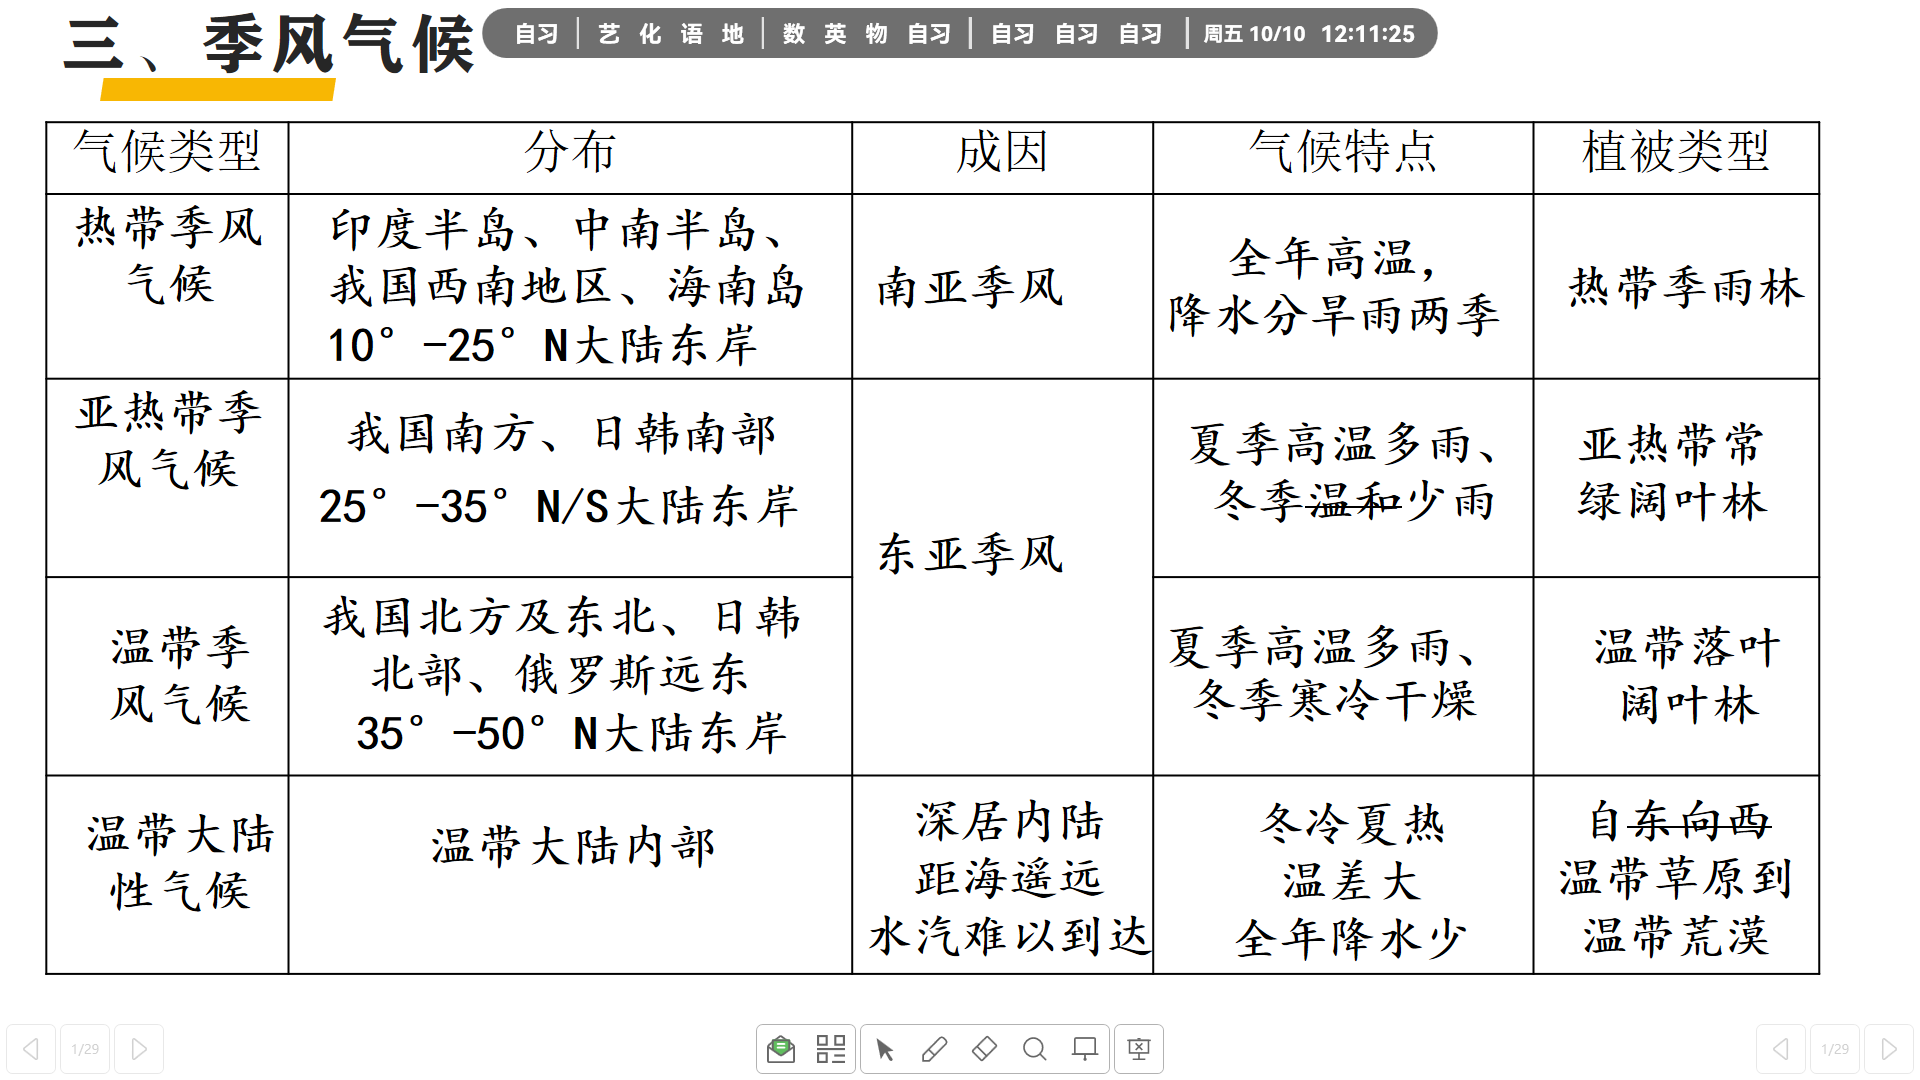 三、季风气候
自习 | 艺 化 语 地 | 数 英 物 自习 | 自习 自习 自习 | 周五 10/10 12:11:25
气候类型 分布 成因 气候特点 植被类型
热带季风
气候
印度半岛、中南半岛、
我国西南地区、海南岛
10°-25°N大陆东岸
南亚季风
全年高温，
降水分旱雨两季
热带季雨林
亚热带季
风气候
我国南方、日韩南部
25°-35°N/S大陆东岸
东亚季风
夏季高温多雨、
冬季温和少雨
亚热带常
绿阔叶林
温带季
风气候
我国北方及东北、日韩
北部、俄罗斯远东
35°-50°N大陆东岸
夏季高温多雨、
冬季寒冷干燥
温带落叶
阔叶林
温带大陆
性气候
温带大陆内部
深居内陆
距海遥远
水汽难以到达
冬冷夏热
温差大
全年降水少
自东向西
温带草原到
温带荒漠
1/29
1/29